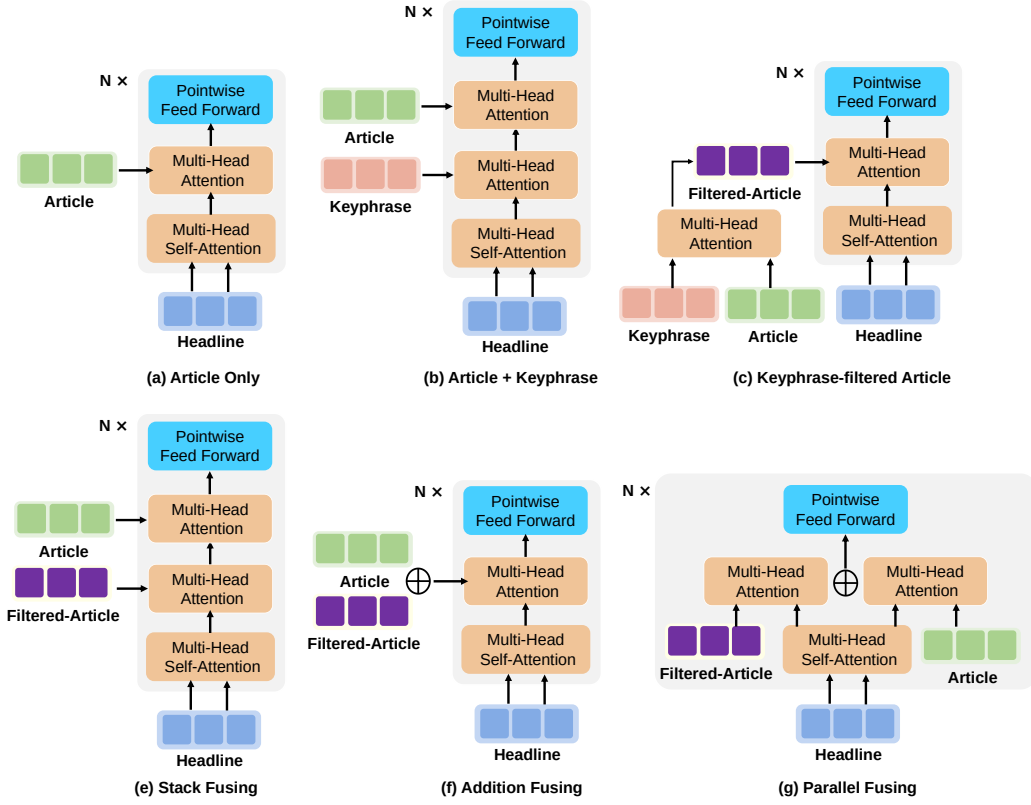 N ×
Pointwise
Feed Forward
Multi-Head
Attention
Article
Multi-Head
Self-Attention
Headline
(a) Article Only
N ×
Pointwise
Feed Forward
Multi-Head
Attention
Article
Multi-Head
Attention
Keyphrase
Multi-Head
Self-Attention
Headline
(b) Article + Keyphrase
N ×
Pointwise
Feed Forward
Multi-Head
Attention
Filtered-Article
Multi-Head
Attention
Multi-Head
Self-Attention
Keyphrase
Article
Headline
(c) Keyphrase-filtered Article
N ×
Pointwise
Feed Forward
Multi-Head
Attention
Article
Multi-Head
Attention
Filtered-Article
Multi-Head
Self-Attention
Headline
(e) Stack Fusing
N ×
Pointwise
Feed Forward
Article
Multi-Head
Attention
Filtered-Article
Multi-Head
Self-Attention
Headline
(f) Addition Fusing
N ×
Pointwise
Feed Forward
Multi-Head
Attention
Multi-Head
Attention
Filtered-Article
Multi-Head
Self-Attention
Article
Headline
(g) Parallel Fusing